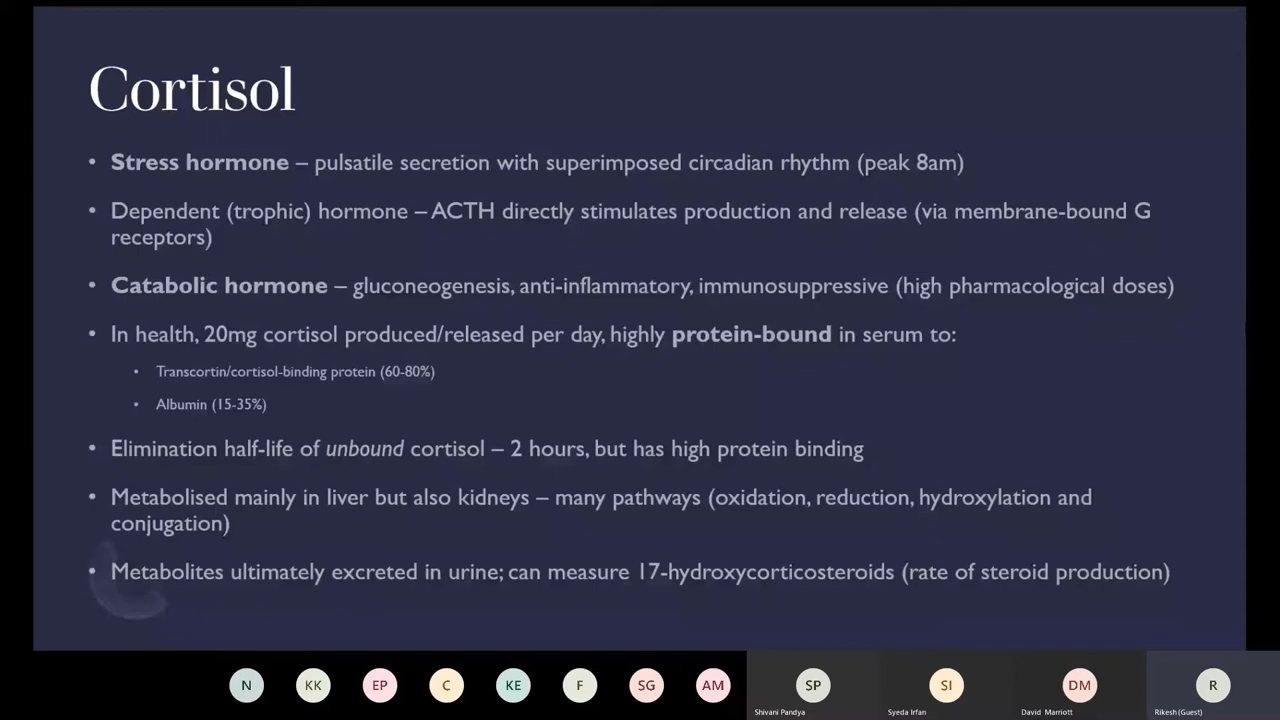 Cortisol
• Stress hormone – pulsatile secretion with superimposed circadian rhythm (peak 8am)
• Dependent (trophic) hormone – ACTH directly stimulates production and release (via membrane-bound G
receptors)
• Catabolic hormone – gluconeogenesis, anti-inflammatory, immunosuppressive (high pharmacological doses)
• In health, 20mg cortisol produced/released per day, highly protein-bound in serum to:
• Transcortin/cortisol-binding protein (60-80%)
• Albumin (15-35%)
• Elimination half-life of unbound cortisol – 2 hours, but has high protein binding
• Metabolised mainly in liver but also kidneys – many pathways (oxidation, reduction, hydroxylation and
conjugation)
• Metabolites ultimately excreted in urine; can measure 17-hydroxycorticosteroids (rate of steroid production)
N KK EP C KE F SG AM SP SI DM R
Shivani Pandya Syeda Irfan David Marriott Rikesh (Guest)